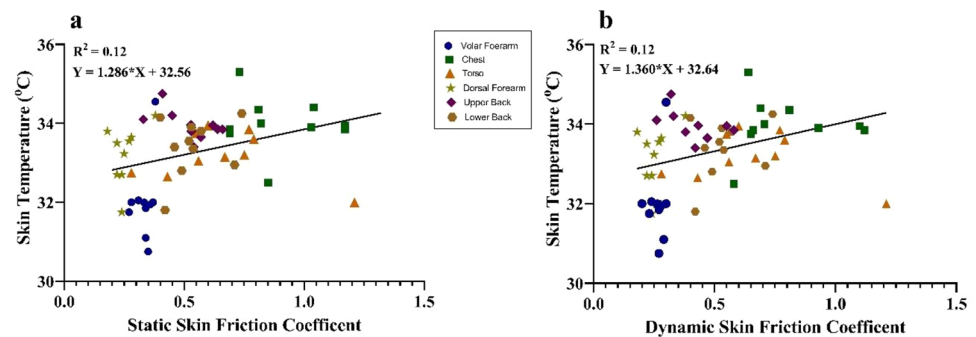 a
R² = 0.12
Y = 1.286*X + 32.56
Skin Temperature (°C)
36
34
32
30
0.0 0.5 1.0 1.5
Static Skin Friction Coefficent
Volar Foerarm
Chest
Torso
Dorsal Forearm
Upper Back
Lower Back
b
R² = 0.12
Y = 1.360*X + 32.64
Skin Temperature (°C)
36
34
32
30
0.0 0.5 1.0 1.5
Dynamic Skin Friction Coefficent